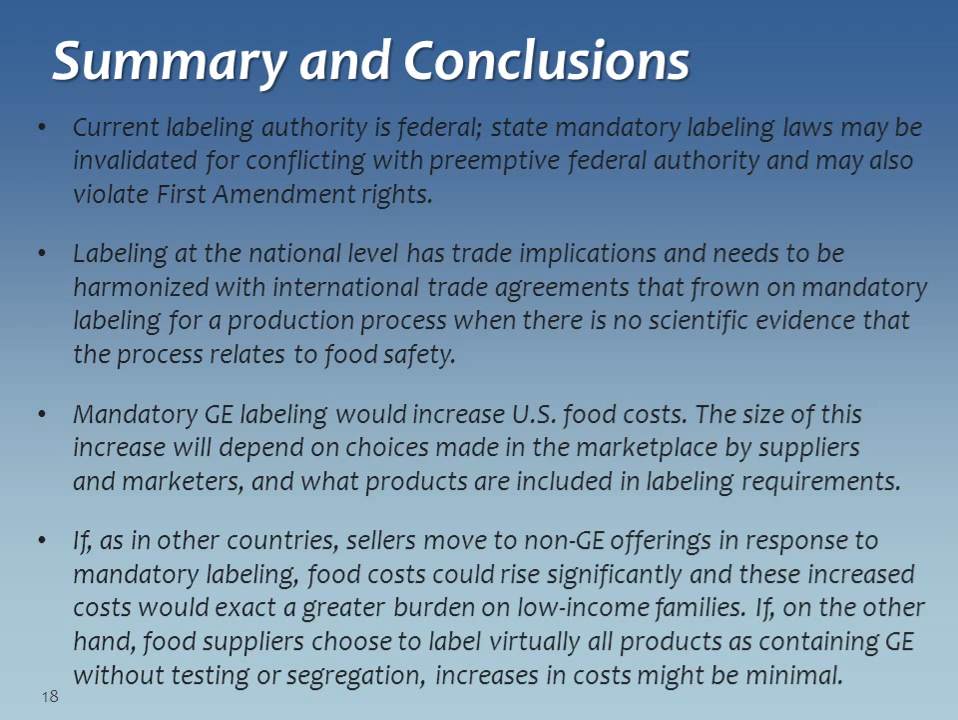 Summary and Conclusions
• Current labeling authority is federal; state mandatory labeling laws may be
invalidated for conflicting with preemptive federal authority and may also
violate First Amendment rights.
• Labeling at the national level has trade implications and needs to be
harmonized with international trade agreements that frown on mandatory
labeling for a production process when there is no scientific evidence that
the process relates to food safety.
• Mandatory GE labeling would increase U.S. food costs. The size of this
increase will depend on choices made in the marketplace by suppliers
and marketers, and what products are included in labeling requirements.
• If, as in other countries, sellers move to non-GE offerings in response to
mandatory labeling, food costs could rise significantly and these increased
costs would exact a greater burden on low-income families. If, on the other
hand, food suppliers choose to label virtually all products as containing GE
without testing or segregation, increases in costs might be minimal.
18